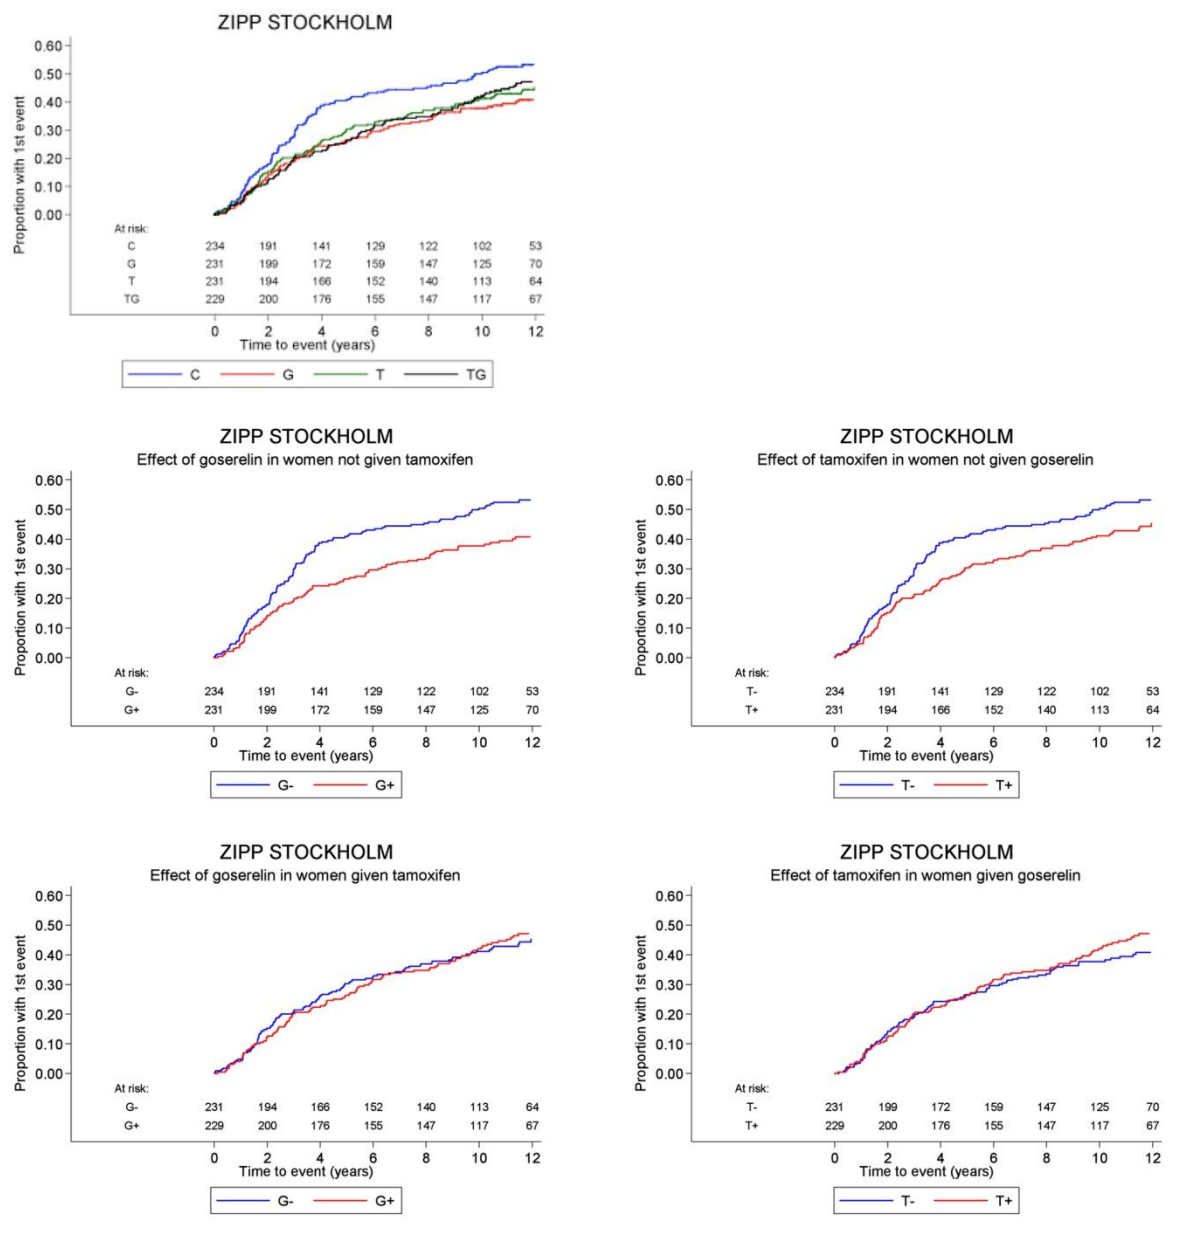 ZIPP STOCKHOLM
Proportion with 1st event
0.60
0.50
0.40
0.30
0.20
0.10
0.00
At risk:
C 234 191 141 129 122 102 53
G 231 199 172 159 147 125 70
T 231 194 166 152 140 113 64
TG 229 200 176 155 147 117 67
0 2 4 6 8 10 12
Time to event (years)
C G T TG
ZIPP STOCKHOLM
Effect of goserelin in women not given tamoxifen
Proportion with 1st event
0.60
0.50
0.40
0.30
0.20
0.10
0.00
At risk:
G- 234 191 141 129 122 102 53
G+ 231 199 172 159 147 125 70
0 2 4 6 8 10 12
Time to event (years)
G- G+
ZIPP STOCKHOLM
Effect of tamoxifen in women not given goserelin
Proportion with 1st event
0.60
0.50
0.40
0.30
0.20
0.10
0.00
At risk:
T- 234 191 141 129 122 102 53
T+ 231 194 166 152 140 113 64
0 2 4 6 8 10 12
Time to event (years)
T- T+
ZIPP STOCKHOLM
Effect of goserelin in women given tamoxifen
Proportion with 1st event
0.60
0.50
0.40
0.30
0.20
0.10
0.00
At risk:
G- 231 194 166 152 140 113 64
G+ 229 200 176 155 147 117 67
0 2 4 6 8 10 12
Time to event (years)
G- G+
ZIPP STOCKHOLM
Effect of tamoxifen in women given goserelin
Proportion with 1st event
0.60
0.50
0.40
0.30
0.20
0.10
0.00
At risk:
T- 231 199 172 159 147 125 70
T+ 229 200 176 155 147 117 67
0 2 4 6 8 10 12
Time to event (years)
T- T+